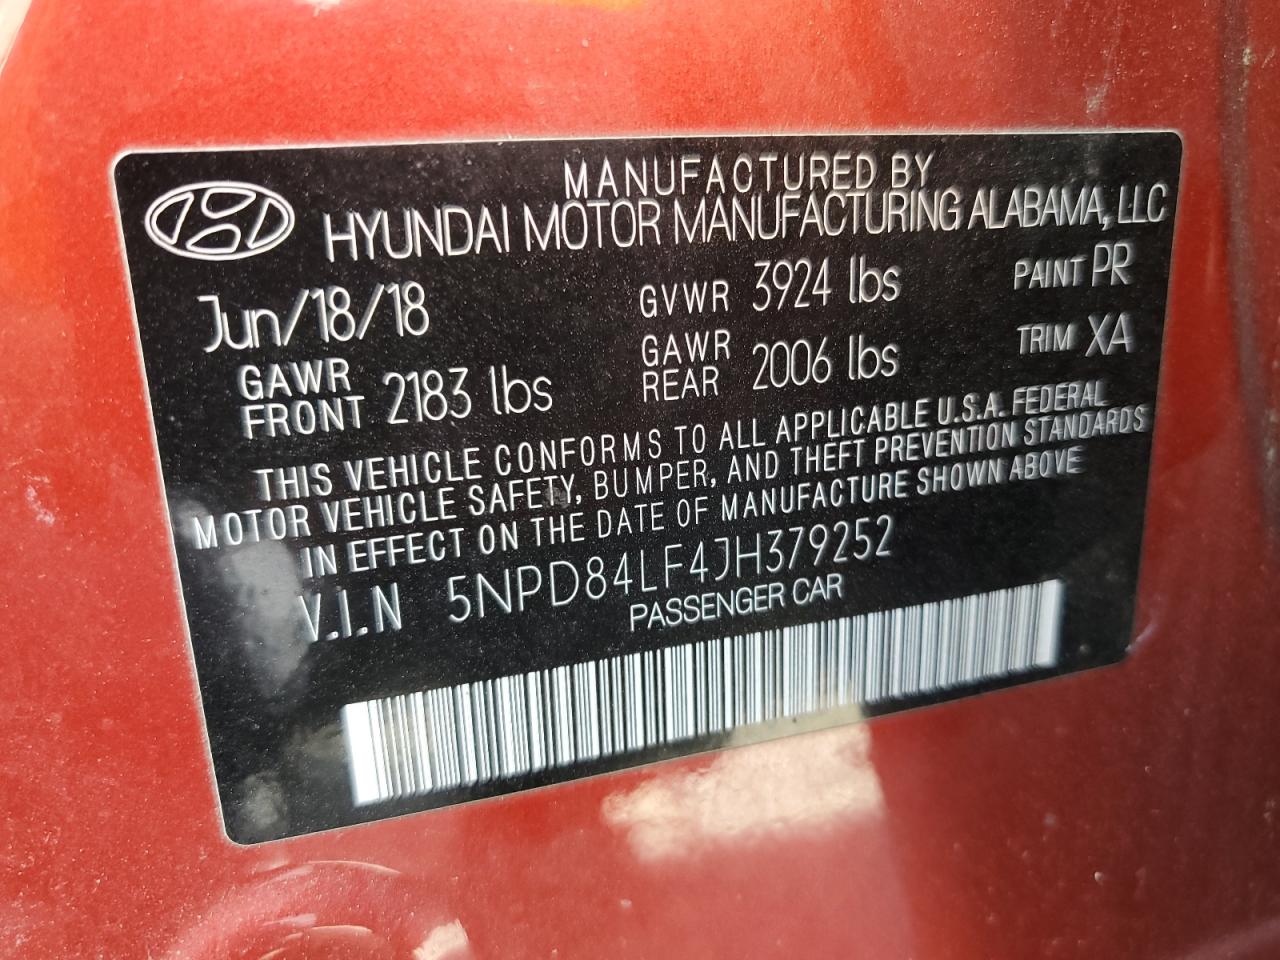 MANUFACTURED BY
HYUNDAI MOTOR MANUFACTURING ALABAMA, LLC
Jun/18/18 GVWR 3924 lbs PAINT PR
GAWR FRONT 2183 lbs GAWR REAR 2006 lbs TRIM XA
THIS VEHICLE CONFORMS TO ALL APPLICABLE U.S.A. FEDERAL
MOTOR VEHICLE SAFETY, BUMPER, AND THEFT PREVENTION STANDARDS
IN EFFECT ON THE DATE OF MANUFACTURE SHOWN ABOVE
V.I.N 5NPD84LF4JH379252
PASSENGER CAR